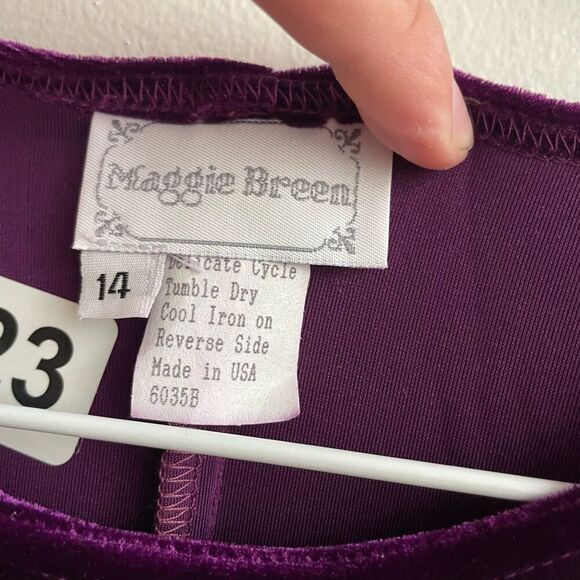 Maggie Breen
14
Delicate Cycle
Tumble Dry
Cool Iron on
Reverse Side
Made in USA
6035B
23